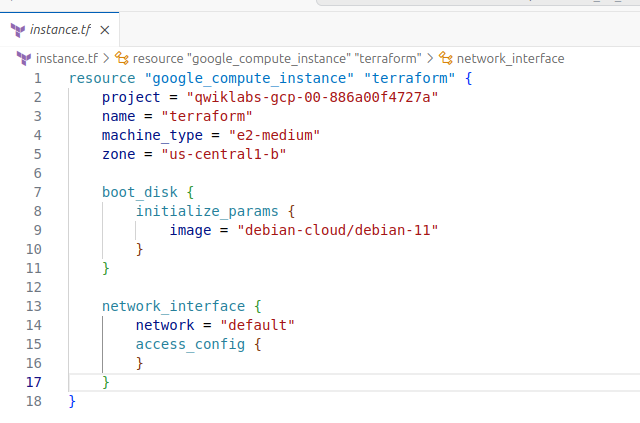 instance.tf
instance.tf > resource "google_compute_instance" "terraform" > network_interface
1 resource "google_compute_instance" "terraform" {
2     project = "qwiklabs-gcp-00-886a00f4727a"
3     name = "terraform"
4     machine_type = "e2-medium"
5     zone = "us-central1-b"
6
7     boot_disk {
8         initialize_params {
9             image = "debian-cloud/debian-11"
10         }
11     }
12
13     network_interface {
14         network = "default"
15         access_config {
16         }
17     }
18 }